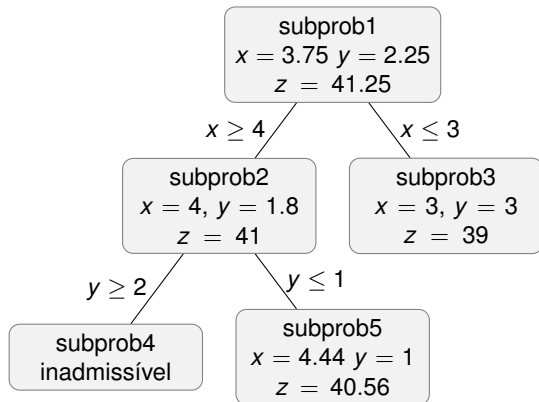 subprob1
x = 3.75 y = 2.25
z = 41.25
x ≥ 4
x ≤ 3
subprob2
x = 4, y = 1.8
z = 41
subprob3
x = 3, y = 3
z = 39
y ≥ 2
y ≤ 1
subprob4
inadmissível
subprob5
x = 4.44 y = 1
z = 40.56